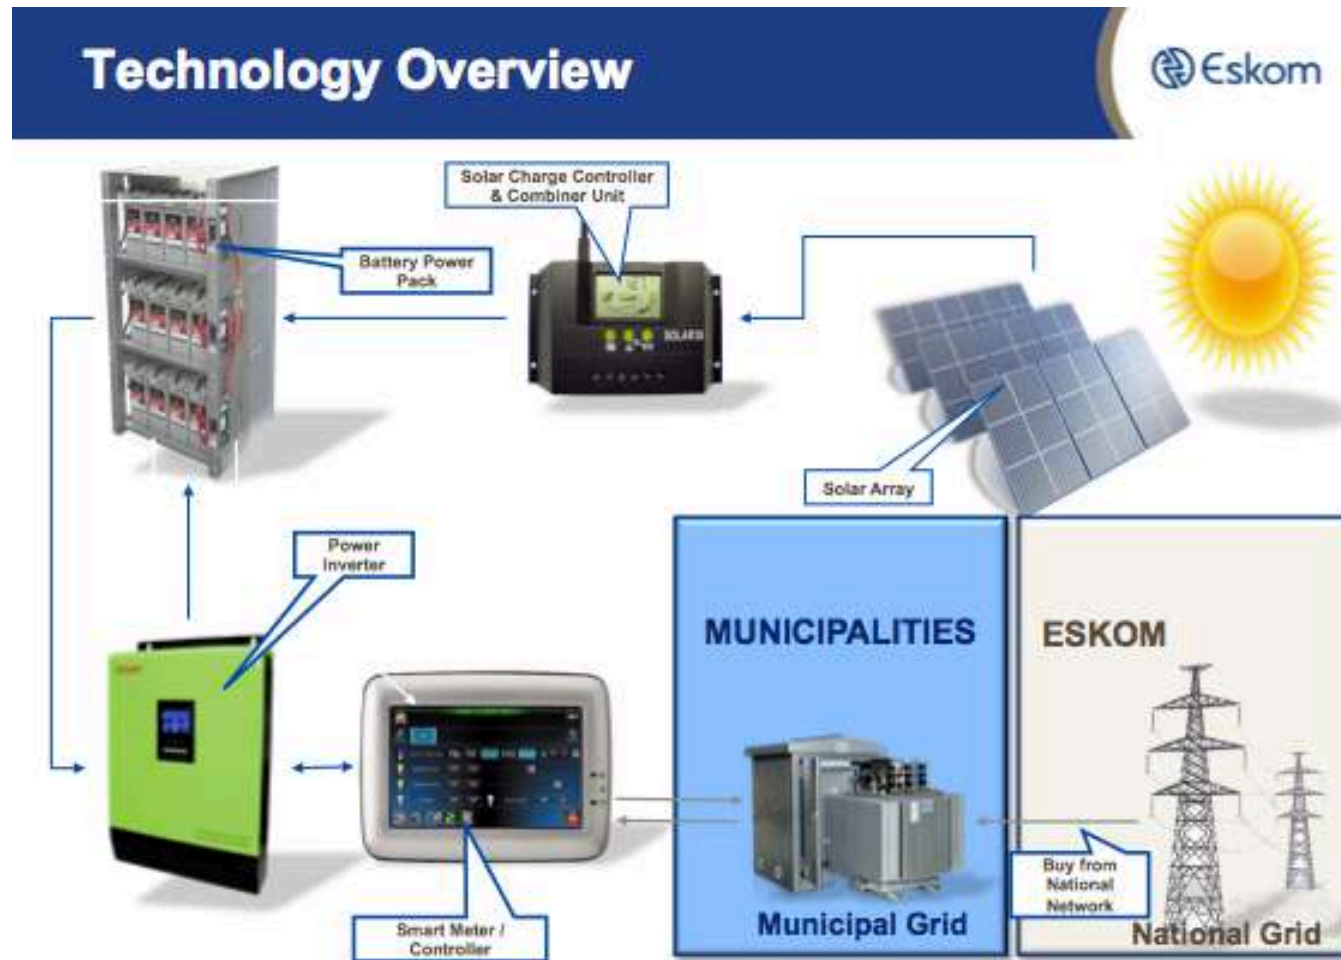 Technology Overview
Eskom
Solar Charge Controller
& Combiner Unit
Battery Power
Pack
SOLAR30
Solar Array
Power
Inverter
MUNICIPALITIES
ESKOM
Buy from
National
Network
Municipal Grid
National Grid
Smart Meter /
Controller